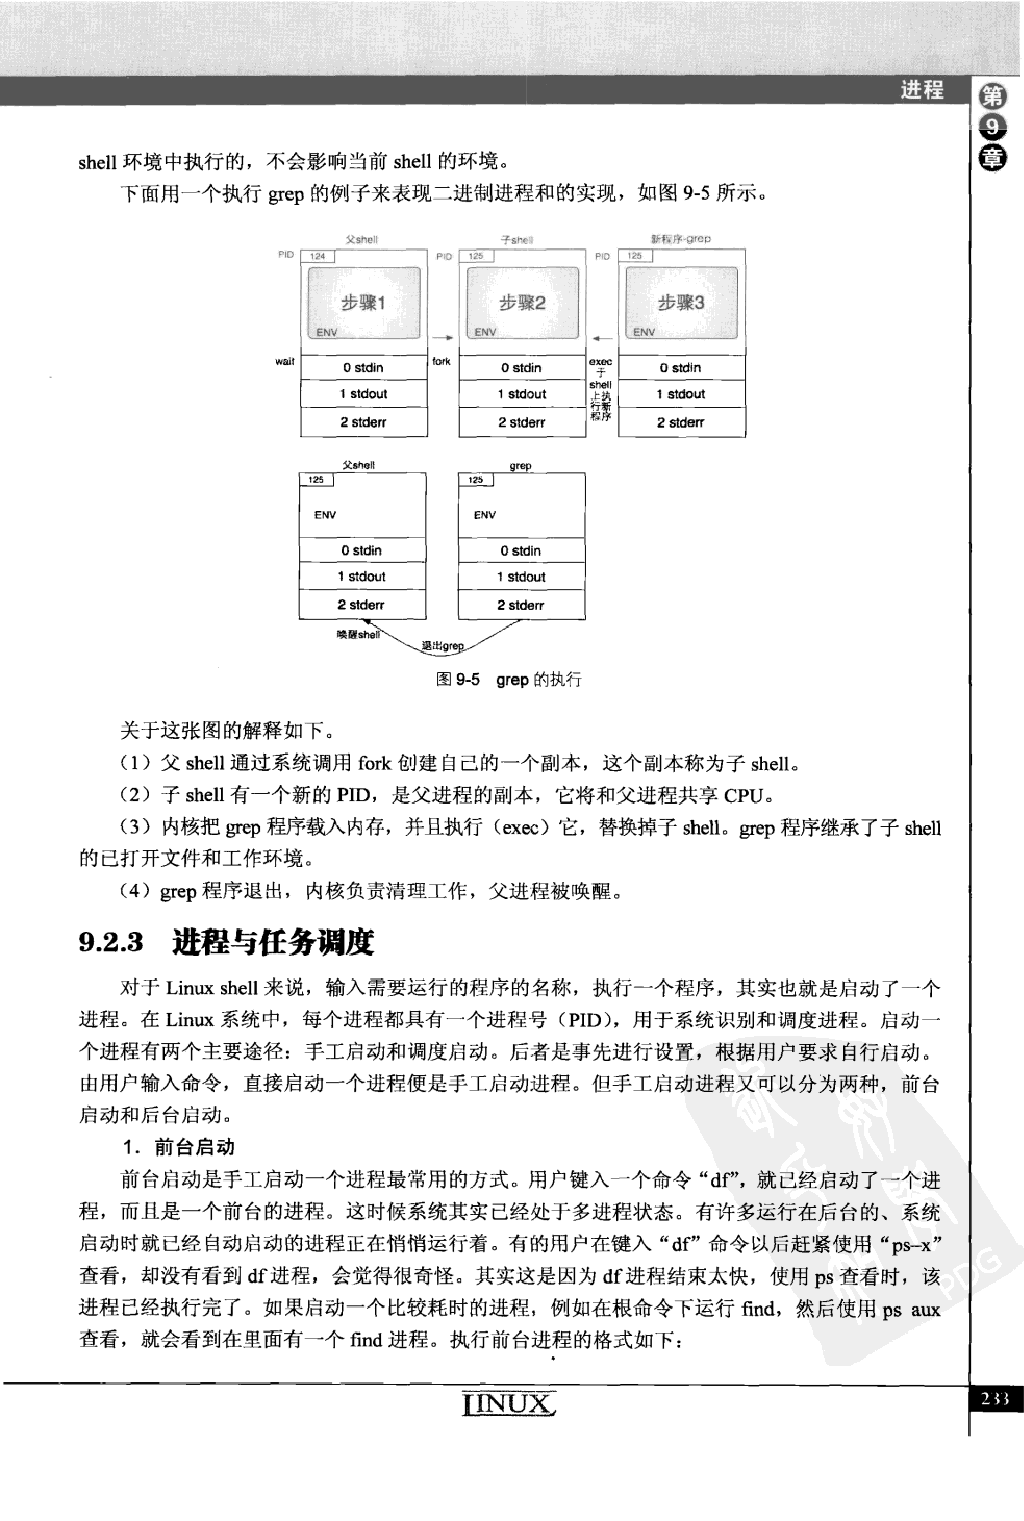 进程
第9章
shell 环境中执行的，不会影响当前 shell 的环境。
下面用一个执行 grep 的例子来表现二进制进程和的实现，如图 9-5 所示。
父shell 子shell 新程序-grep
PID 124 PID 125 PID 125
步骤1 步骤2 步骤3
ENV ENV ENV
wait fork exec于shell上执行新程序
0 stdin 0 stdin 0 stdin
1 stdout 1 stdout 1 stdout
2 stderr 2 stderr 2 stderr
父shell grep
125 125
ENV ENV
0 stdin 0 stdin
1 stdout 1 stdout
2 stderr 2 stderr
唤醒shell 退出grep
图 9-5 grep 的执行
关于这张图的解释如下。
（1）父 shell 通过系统调用 fork 创建自己的一个副本，这个副本称为子 shell。
（2）子 shell 有一个新的 PID，是父进程的副本，它将和父进程共享 CPU。
（3）内核把 grep 程序载入内存，并且执行（exec）它，替换掉子 shell。grep 程序继承了子 shell
的已打开文件和工作环境。
（4）grep 程序退出，内核负责清理工作，父进程被唤醒。
9.2.3 进程与任务调度
对于 Linux shell 来说，输入需要运行的程序的名称，执行一个程序，其实也就是启动了一个
进程。在 Linux 系统中，每个进程都具有一个进程号（PID），用于系统识别和调度进程。启动一
个进程有两个主要途径：手工启动和调度启动。后者是事先进行设置，根据用户要求自行启动。
由用户输入命令，直接启动一个进程便是手工启动进程。但手工启动进程又可以分为两种，前台
启动和后台启动。
1．前台启动
前台启动是手工启动一个进程最常用的方式。用户键入一个命令“df”，就已经启动了一个进
程，而且是一个前台的进程。这时候系统其实已经处于多进程状态。有许多运行在后台的、系统
启动时就已经自动启动的进程正在悄悄运行着。有的用户在键入“df”命令以后赶紧使用“ps–x”
查看，却没有看到 df 进程，会觉得很奇怪。其实这是因为 df 进程结束太快，使用 ps 查看时，该
进程已经执行完了。如果启动一个比较耗时的进程，例如在根命令下运行 find，然后使用 ps aux
查看，就会看到在里面有一个 find 进程。执行前台进程的格式如下：
PDG
LINUX
233